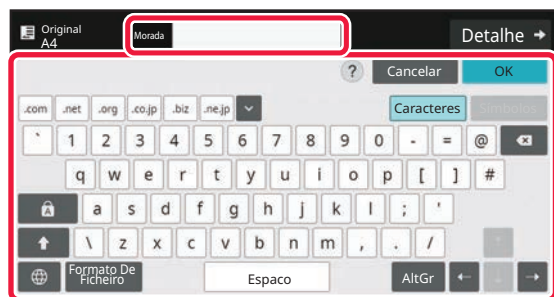 Original
A4
Morada
Detalhe
? Cancelar OK
.com .net .org .co.jp .biz .ne.jp Caracteres Símbolos
` 1 2 3 4 5 6 7 8 9 0 - = @
q w e r t y u i o p [ ] #
A a s d f g h j k l ; '
\ z x c v b n m , . /
Formato De
Ficheiro
Espaco AltGr